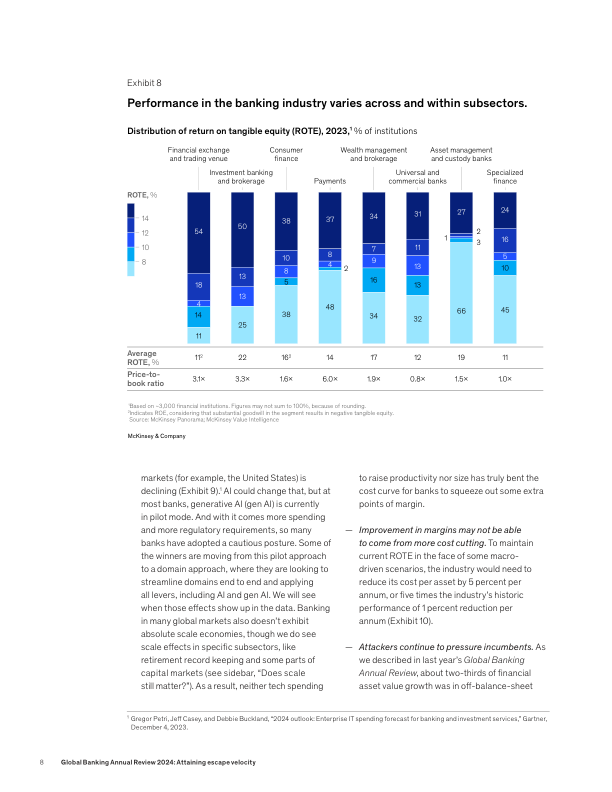 Exhibit 8
Performance in the banking industry varies across and within subsectors.
Distribution of return on tangible equity (ROTE), 2023,¹ % of institutions
Financial exchange
and trading venue
Consumer
finance
Wealth management
and brokerage
Asset management
and custody banks
Investment banking
and brokerage
Payments
Universal and
commercial banks
Specialized
finance
ROTE, %
14
12
10
8
54
18
4
14
11
50
13
13
25
38
10
8
5
38
37
8
4
2
48
34
7
9
16
34
31
11
13
13
32
27
2
1
3
66
24
16
5
10
45
Average
ROTE, %
11² 22 16² 14 17 12 19 11
Price-to-
book ratio
3.1× 3.3× 1.6× 6.0× 1.9× 0.8× 1.5× 1.0×
¹Based on ~3,000 financial institutions. Figures may not sum to 100%, because of rounding.
²Indicates ROE, considering that substantial goodwill in the segment results in negative tangible equity.
Source: McKinsey Panorama; McKinsey Value Intelligence
McKinsey & Company
markets (for example, the United States) is
declining (Exhibit 9).¹ AI could change that, but at
most banks, generative AI (gen AI) is currently
in pilot mode. And with it comes more spending
and more regulatory requirements, so many
banks have adopted a cautious posture. Some of
the winners are moving from this pilot approach
to a domain approach, where they are looking to
streamline domains end to end and applying
all levers, including AI and gen AI. We will see
when those effects show up in the data. Banking
in many global markets also doesn’t exhibit
absolute scale economies, though we do see
scale effects in specific subsectors, like
retirement record keeping and some parts of
capital markets (see sidebar, “Does scale
still matter?”). As a result, neither tech spending
to raise productivity nor size has truly bent the
cost curve for banks to squeeze out some extra
points of margin.
— Improvement in margins may not be able
to come from more cost cutting. To maintain
current ROTE in the face of some macro-
driven scenarios, the industry would need to
reduce its cost per asset by 5 percent per
annum, or five times the industry’s historic
performance of 1 percent reduction per
annum (Exhibit 10).
— Attackers continue to pressure incumbents. As
we described in last year’s Global Banking
Annual Review, about two-thirds of financial
asset value growth was in off-balance-sheet
¹ Gregor Petri, Jeff Casey, and Debbie Buckland, “2024 outlook: Enterprise IT spending forecast for banking and investment services,” Gartner,
December 4, 2023.
8 Global Banking Annual Review 2024: Attaining escape velocity